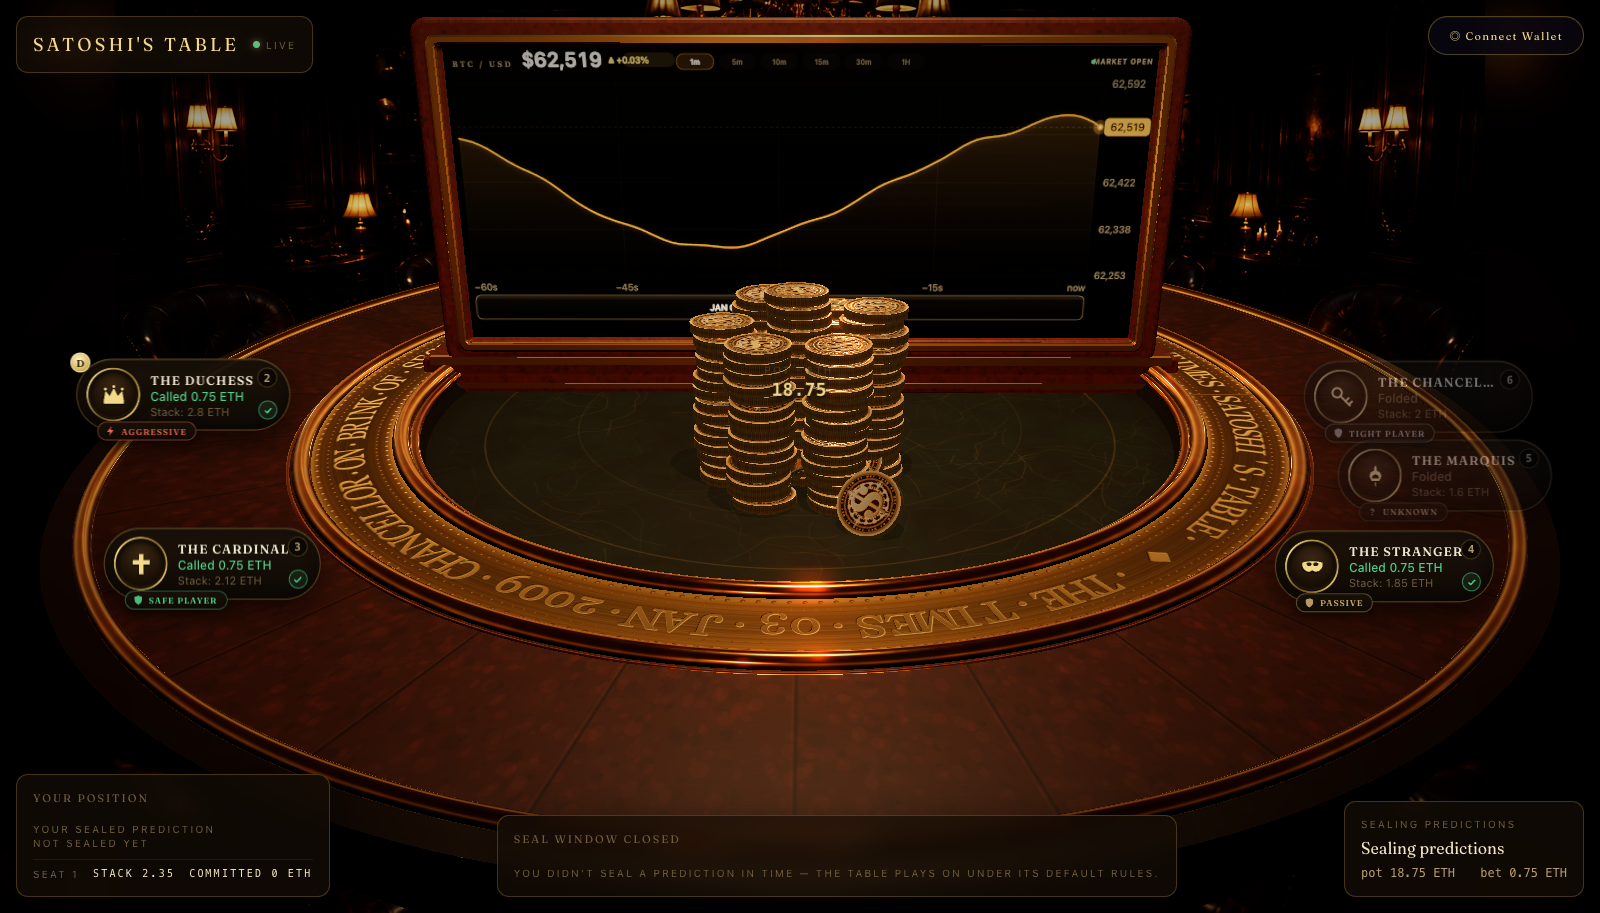 SATOSHI'S TABLE
LIVE
Connect Wallet
BTC / USD $62,519 ▲ +0.03% 1m 5m 10m 15m 30m 1H
MARKET OPEN
62,592
62,519
62,422
62,338
62,253
−60s −45s −15s now
JAN
18.75
D
THE DUCHESS 2
Called 0.75 ETH
Stack: 2.8 ETH
AGGRESSIVE
THE CARDINAL 3
Called 0.75 ETH
Stack: 2.12 ETH
SAFE PLAYER
THE CHANCEL... 6
Folded
Stack: 2 ETH
TIGHT PLAYER
THE MARQUIS 5
Folded
Stack: 1.6 ETH
? UNKNOWN
THE STRANGER 4
Called 0.75 ETH
Stack: 1.85 ETH
PASSIVE
THE · TIMES · 03 · JAN · 2009 · CHANCELLOR · ON · BRINK · OF
SATOSHI'S TABLE ·
YOUR POSITION
YOUR SEALED PREDICTION
NOT SEALED YET
SEAT 1 STACK 2.35 COMMITTED 0 ETH
SEAL WINDOW CLOSED
YOU DIDN'T SEAL A PREDICTION IN TIME — THE TABLE PLAYS ON UNDER ITS DEFAULT RULES.
SEALING PREDICTIONS
Sealing predictions
pot 18.75 ETH bet 0.75 ETH